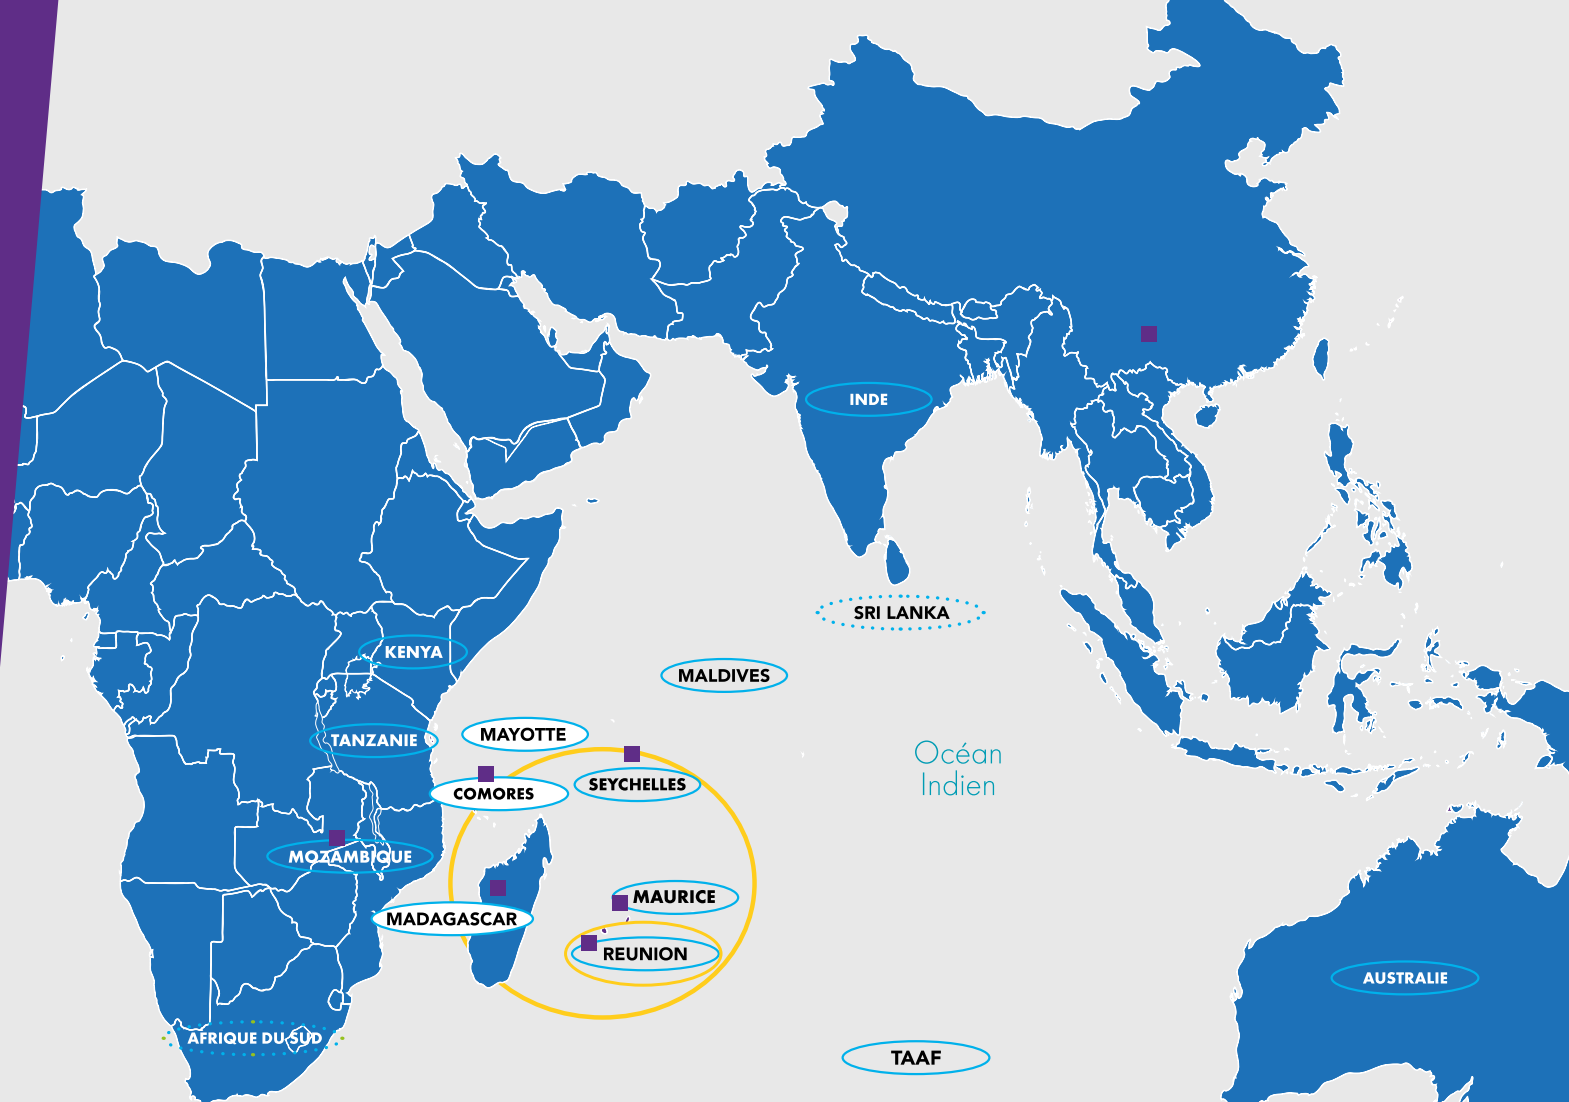 INDE
SRI LANKA
KENYA
MALDIVES
MAYOTTE
TANZANIE
Océan
Indien
SEYCHELLES
COMORES
MOZAMBIQUE
MAURICE
MADAGASCAR
REUNION
AUSTRALIE
AFRIQUE DU SUD
TAAF